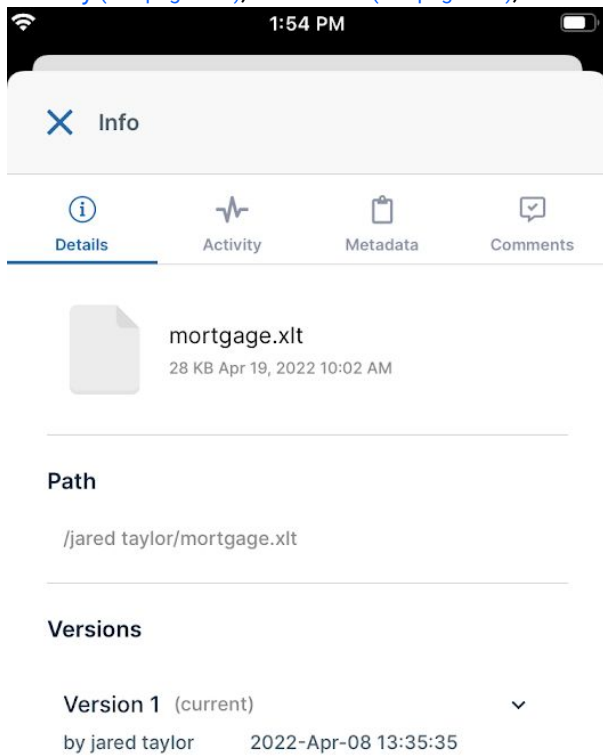 1:54 PM
Info
Details Activity Metadata Comments
mortgage.xlt
28 KB Apr 19, 2022 10:02 AM
Path
/jared taylor/mortgage.xlt
Versions
Version 1 (current)
by jared taylor 2022-Apr-08 13:35:35